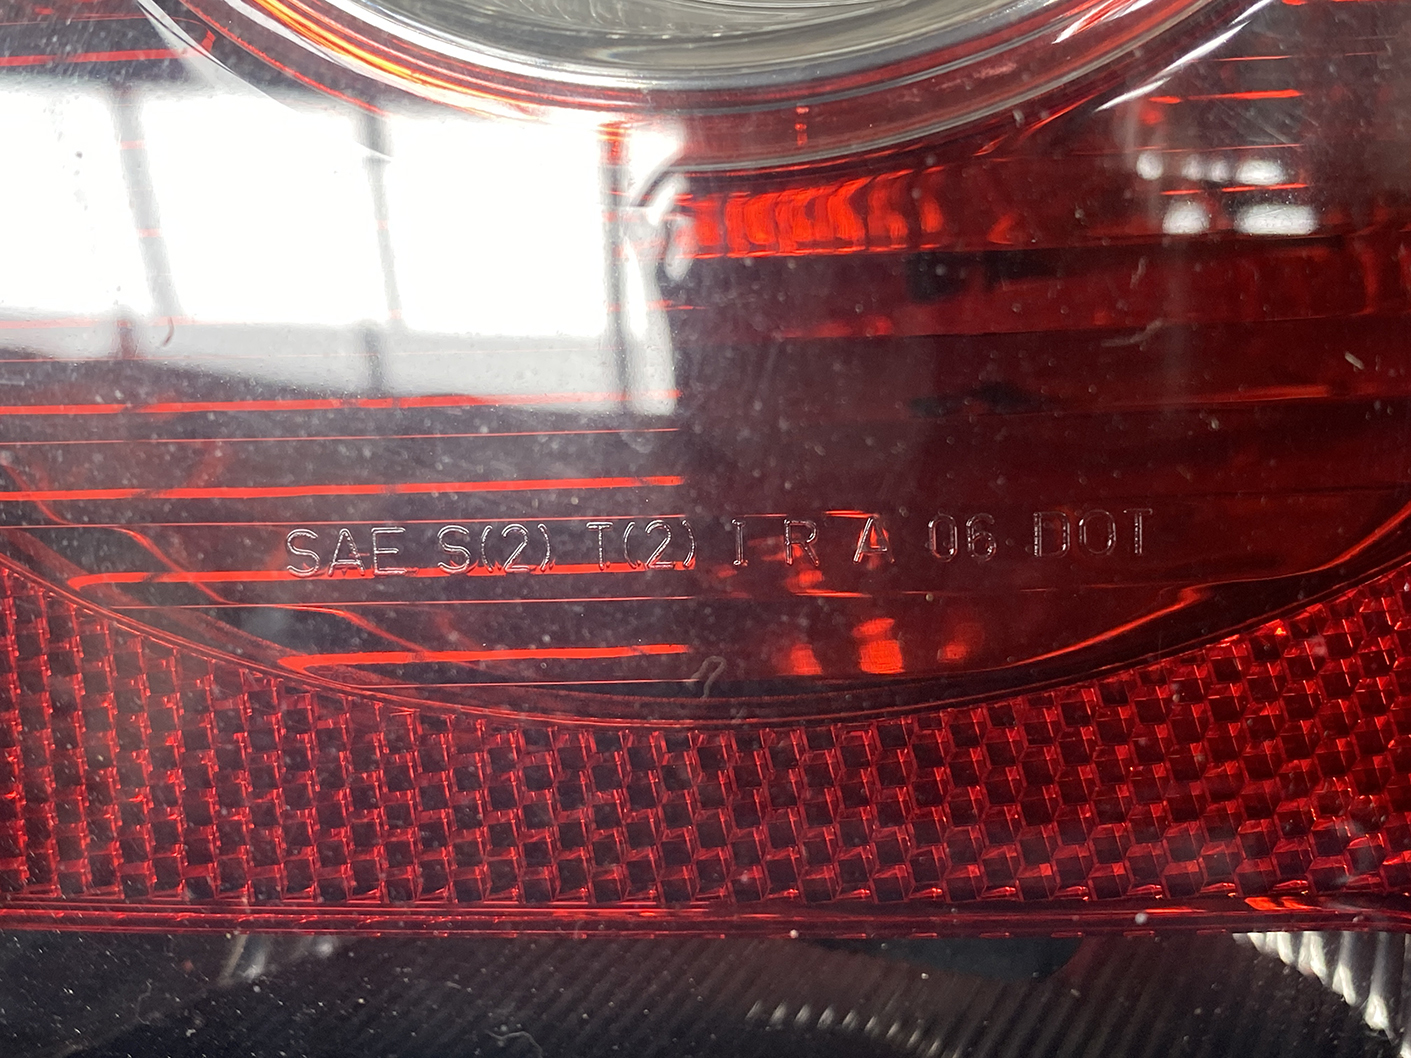 SAE S(2) T(2) I R A 06 DOT